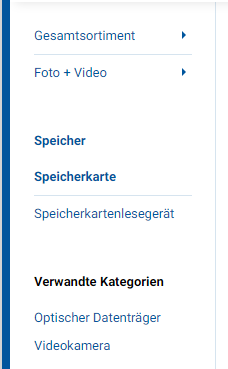 Gesamtsortiment
Foto + Video
Speicher
Speicherkarte
Speicherkartenlesegerät
Verwandte Kategorien
Optischer Datenträger
Videokamera